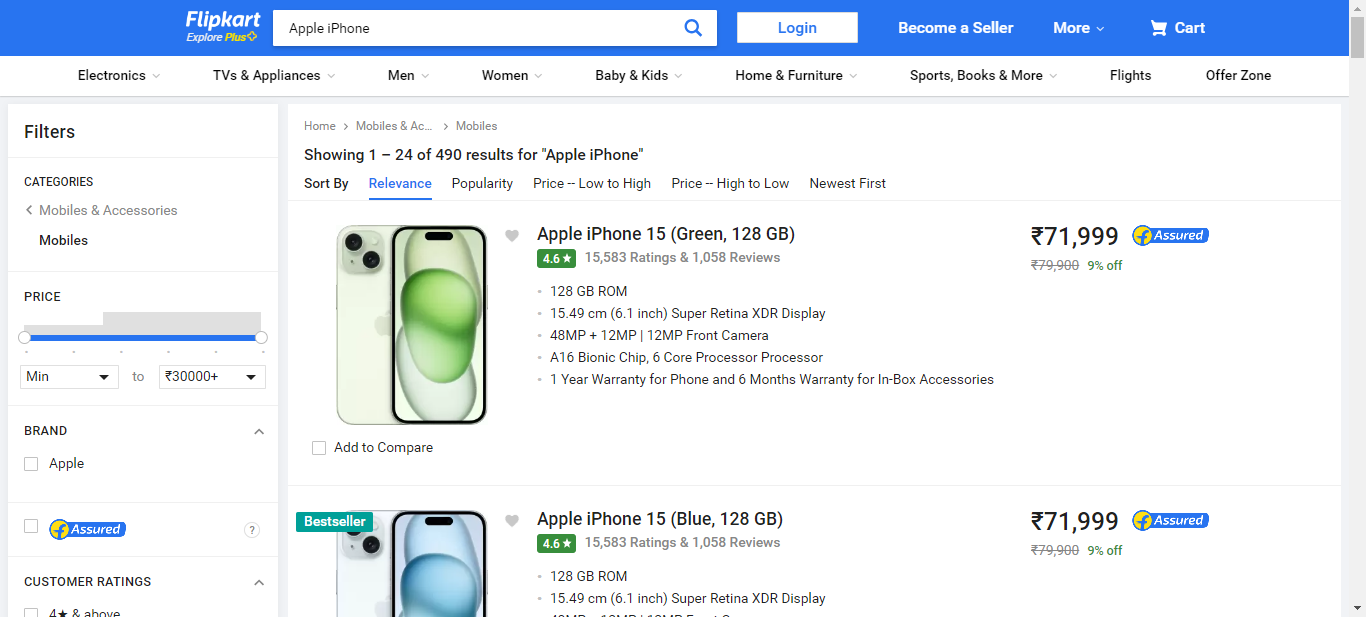 Flipkart
Explore Plus
Apple iPhone
Login
Become a Seller
More
Cart
Electronics
TVs & Appliances
Men
Women
Baby & Kids
Home & Furniture
Sports, Books & More
Flights
Offer Zone
Filters
CATEGORIES
Mobiles & Accessories
Mobiles
PRICE
Min
to
₹30000+
BRAND
Apple
Assured
?
CUSTOMER RATINGS
4★ & above
Home
Mobiles & Ac...
Mobiles
Showing 1 – 24 of 490 results for "Apple iPhone"
Sort By
Relevance
Popularity
Price -- Low to High
Price -- High to Low
Newest First
Apple iPhone 15 (Green, 128 GB)
4.6 ★
15,583 Ratings & 1,058 Reviews
128 GB ROM
15.49 cm (6.1 inch) Super Retina XDR Display
48MP + 12MP | 12MP Front Camera
A16 Bionic Chip, 6 Core Processor Processor
1 Year Warranty for Phone and 6 Months Warranty for In-Box Accessories
₹71,999
Assured
₹79,900
9% off
Add to Compare
Bestseller
Apple iPhone 15 (Blue, 128 GB)
4.6 ★
15,583 Ratings & 1,058 Reviews
128 GB ROM
15.49 cm (6.1 inch) Super Retina XDR Display
₹71,999
Assured
₹79,900
9% off